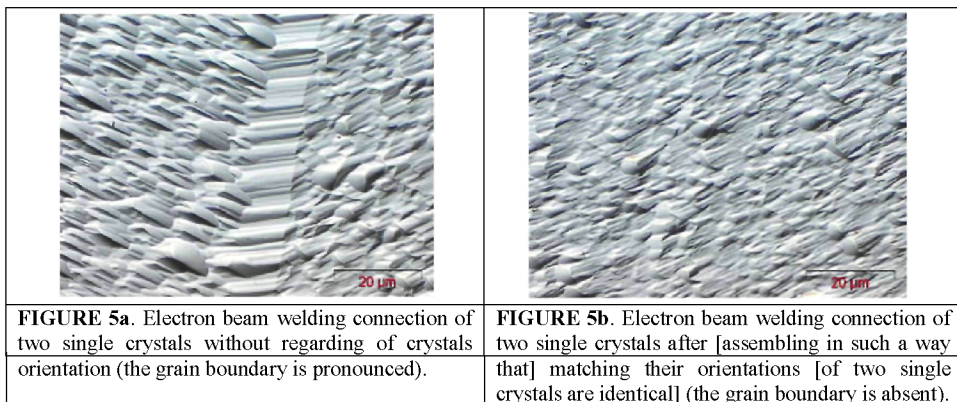 20 µm
20 µm
FIGURE 5a. Electron beam welding connection of
two single crystals without regarding of crystals
orientation (the grain boundary is pronounced).
FIGURE 5b. Electron beam welding connection of
two single crystals after [assembling in such a way
that] matching their orientations [of two single
crystals are identical] (the grain boundary is absent).